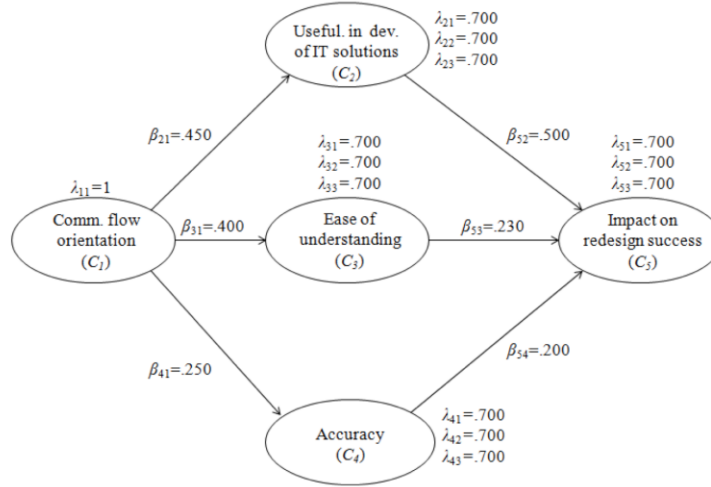 Useful. in dev.
of IT solutions
(C2)
λ21=.700
λ22=.700
λ23=.700
β21=.450
β52=.500
λ31=.700
λ32=.700
λ33=.700
λ51=.700
λ52=.700
λ53=.700
λ11=1
Comm. flow
orientation
(C1)
β31=.400
Ease of
understanding
(C3)
β53=.230
Impact on
redesign success
(C5)
β41=.250
β54=.200
Accuracy
(C4)
λ41=.700
λ42=.700
λ43=.700